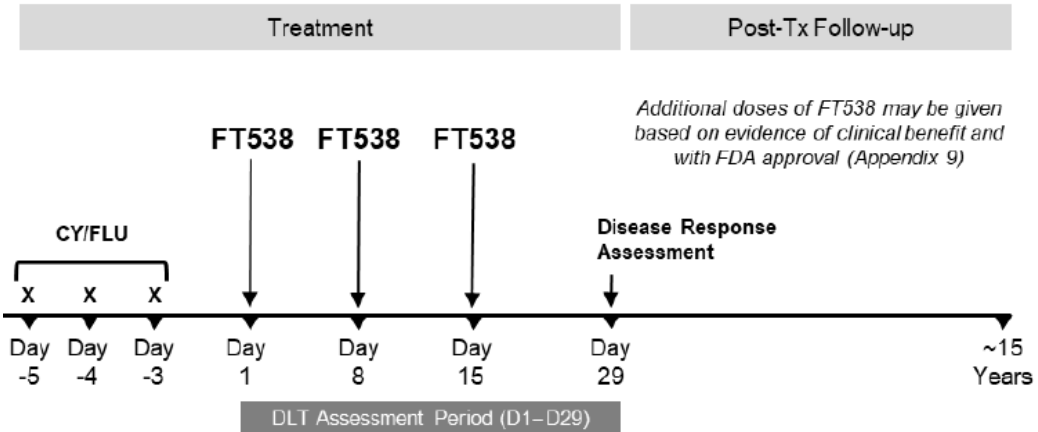 Treatment
Post-Tx Follow-up
Additional doses of FT538 may be given
based on evidence of clinical benefit and
with FDA approval (Appendix 9)
FT538 FT538 FT538
CY/FLU
Disease Response
Assessment
X X X
Day Day Day Day Day Day Day ~15
-5 -4 -3 1 8 15 29 Years
DLT Assessment Period (D1–D29)